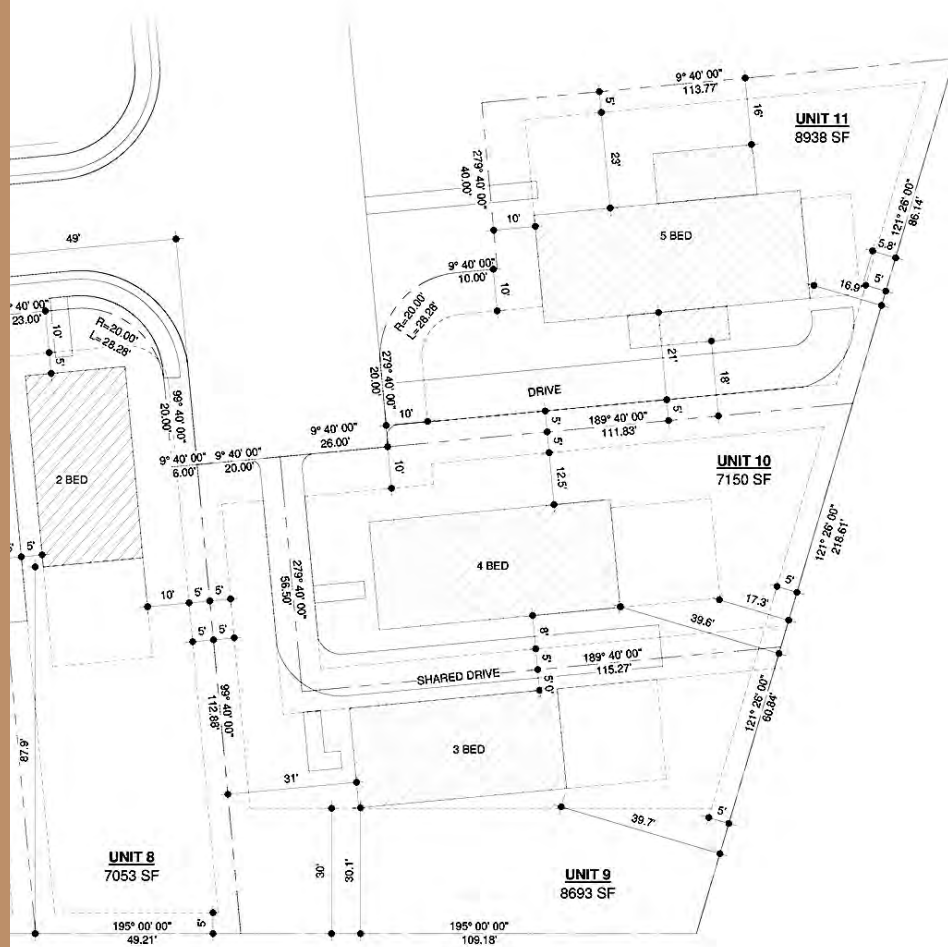 9° 40' 00"
113.77'
5'
16'
UNIT 11
8938 SF
23'
279° 40' 00"
40.00'
121° 26' 00"
86.14'
10'
5 BED
49'
5.8'
9° 40' 00"
10.00'
16.9'
5'
10'
° 40' 00"
23.00'
R=20.00'
L=28.28'
R=20.00'
L=28.28'
10'
5'
21'
18'
279° 40' 00"
20.00'
99° 40' 00"
20.00'
DRIVE
10'
5'
5'
189° 40' 00"
111.83'
9° 40' 00"
26.00'
5'
9° 40' 00"
6.00'
9° 40' 00"
20.00'
10'
12.5'
UNIT 10
7150 SF
2 BED
121° 26' 00"
218.61'
4 BED
5'
279° 40' 00"
56.50'
5'
17.3'
10'
5'
5'
39.6'
5'
5'
8'
5'
189° 40' 00"
115.27'
SHARED DRIVE
5.0'
99° 40' 00"
112.88'
121° 26' 00"
60.84'
87.9'
3 BED
31'
5'
39.7'
UNIT 8
7053 SF
30'
30.1'
UNIT 9
8693 SF
5'
195° 00' 00"
49.21'
195° 00' 00"
109.18'